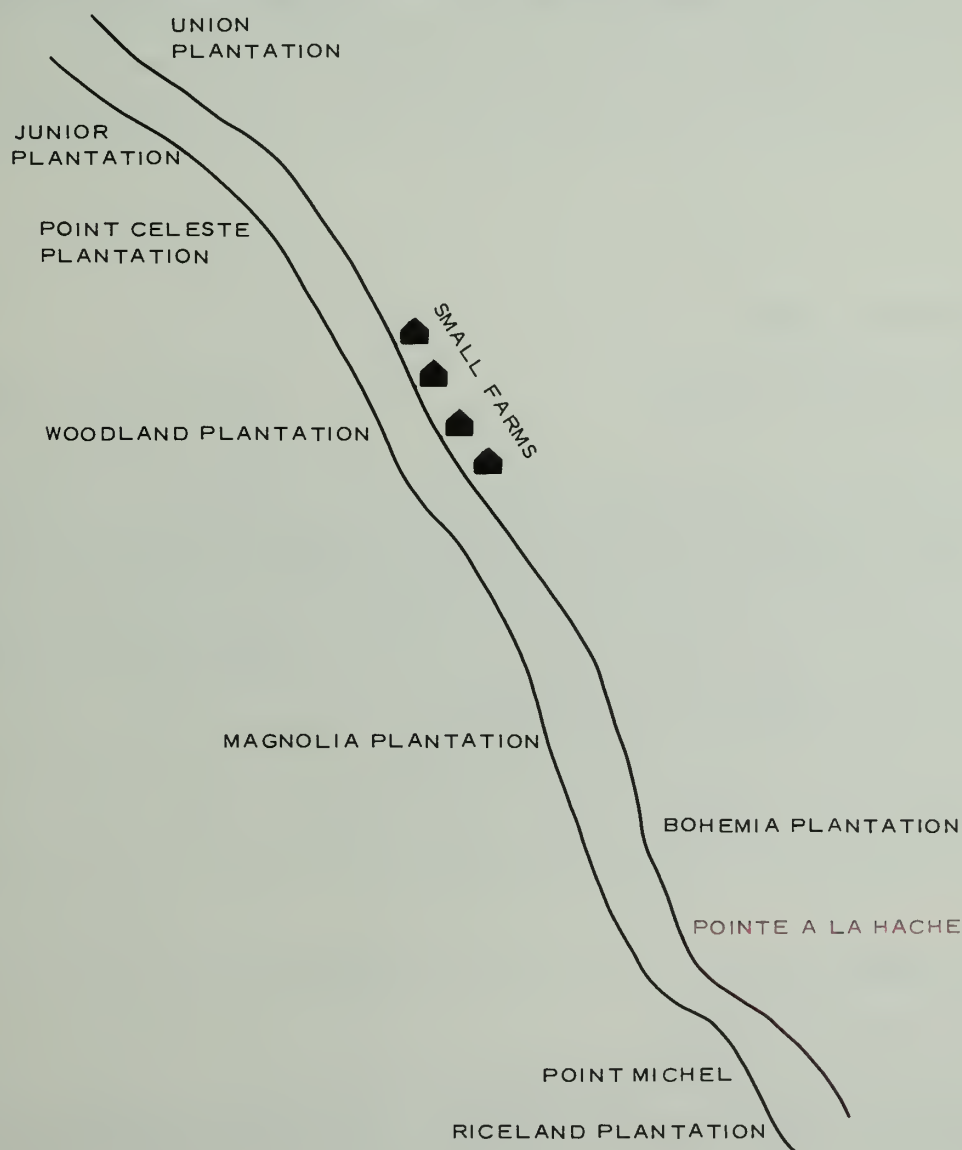 UNION
PLANTATION
JUNIOR
PLANTATION
POINT CELESTE
PLANTATION
SMALL FARMS
WOODLAND PLANTATION
MAGNOLIA PLANTATION
BOHEMIA PLANTATION
POINTE A LA HACHE
POINT MICHEL
RICELAND PLANTATION